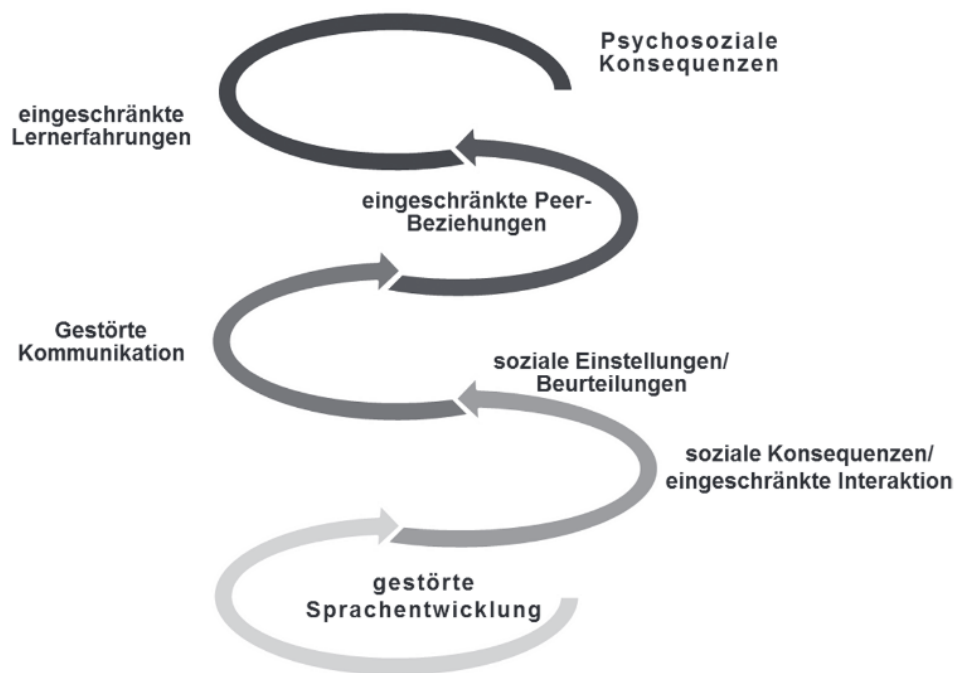 Psychosoziale
Konsequenzen
eingeschränkte
Lernerfahrungen
eingeschränkte Peer-
Beziehungen
Gestörte
Kommunikation
soziale Einstellungen/
Beurteilungen
soziale Konsequenzen/
eingeschränkte Interaktion
gestörte
Sprachentwicklung